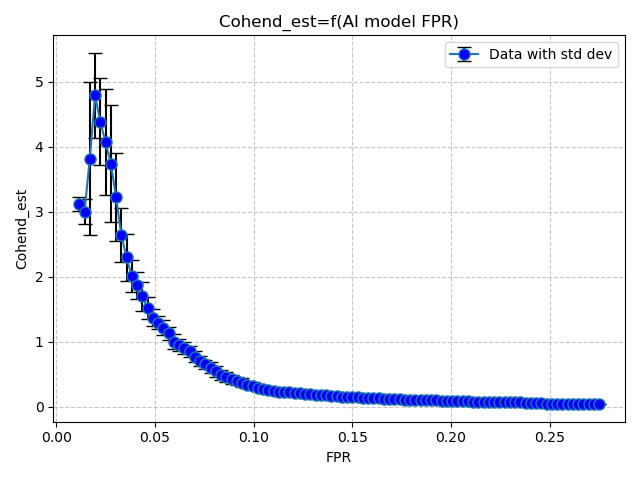 Cohend_est=f(AI model FPR)
Data with std dev
Cohend_est
5
4
3
2
1
0
0.00 0.05 0.10 0.15 0.20 0.25
FPR